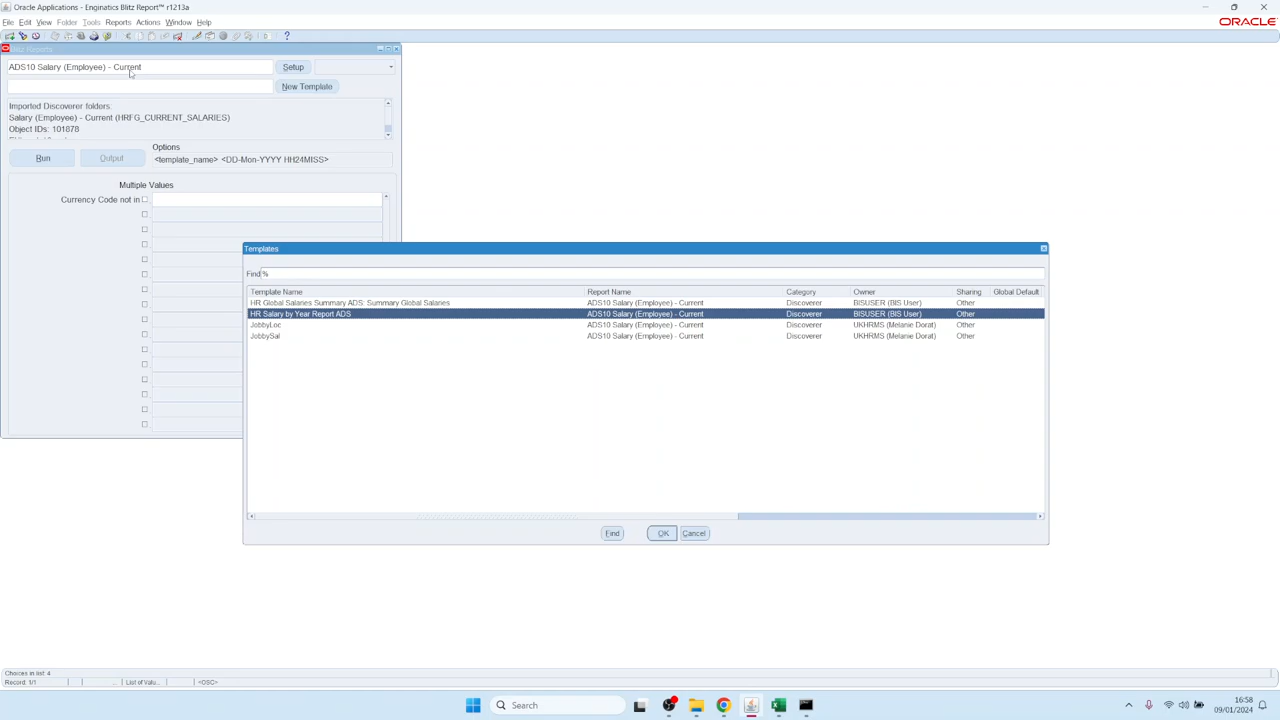 Oracle Applications - Enginatics Blitz Report™ r1213a
File Edit View Folder Tools Reports Actions Window Help
ORACLE
Blitz Reports
ADS10 Salary (Employee) - Current
Setup
New Template
Imported Discoverer folders:
Salary (Employee) - Current (HRFG_CURRENT_SALARIES)
Object IDs: 101878
Options
Run
Output
<template_name> <DD-Mon-YYYY HH24MISS>
Multiple Values
Currency Code not in
Templates
Find %
Template Name Report Name Category Owner Sharing Global Default
HR Global Salaries Summary ADS: Summary Global Salaries ADS10 Salary (Employee) - Current Discoverer BISUSER (BIS User) Other
HR Salary by Year Report ADS ADS10 Salary (Employee) - Current Discoverer BISUSER (BIS User) Other
JobbyLoc ADS10 Salary (Employee) - Current Discoverer UKHRMS (Melanie Dorat) Other
JobbySal ADS10 Salary (Employee) - Current Discoverer UKHRMS (Melanie Dorat) Other
Find OK Cancel
Choices in list: 4
Record: 1/1 ... List of Valu... <OSC>
Search
16:58
09/01/2024